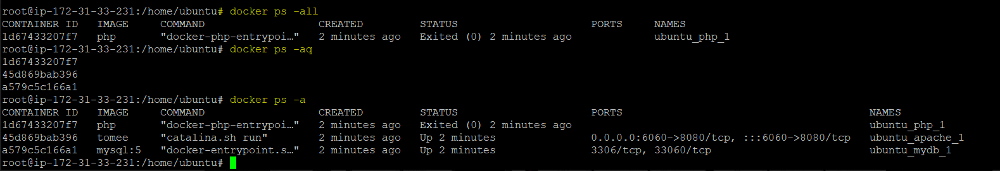 root@ip-172-31-33-231:/home/ubuntu# docker ps -all
CONTAINER ID   IMAGE     COMMAND                  CREATED         STATUS                     PORTS     NAMES
1d67433207f7   php       "docker-php-entrypoi…"   2 minutes ago   Exited (0) 2 minutes ago             ubuntu_php_1
root@ip-172-31-33-231:/home/ubuntu# docker ps -aq
1d67433207f7
45d869bab396
a579c5c166a1
root@ip-172-31-33-231:/home/ubuntu# docker ps -a
CONTAINER ID   IMAGE     COMMAND                  CREATED         STATUS                     PORTS                                       NAMES
1d67433207f7   php       "docker-php-entrypoi…"   2 minutes ago   Exited (0) 2 minutes ago                                               ubuntu_php_1
45d869bab396   tomee     "catalina.sh run"        2 minutes ago   Up 2 minutes               0.0.0.0:6060->8080/tcp, :::6060->8080/tcp   ubuntu_apache_1
a579c5c166a1   mysql:5   "docker-entrypoint.s…"   2 minutes ago   Up 2 minutes               3306/tcp, 33060/tcp                         ubuntu_mydb_1
root@ip-172-31-33-231:/home/ubuntu#